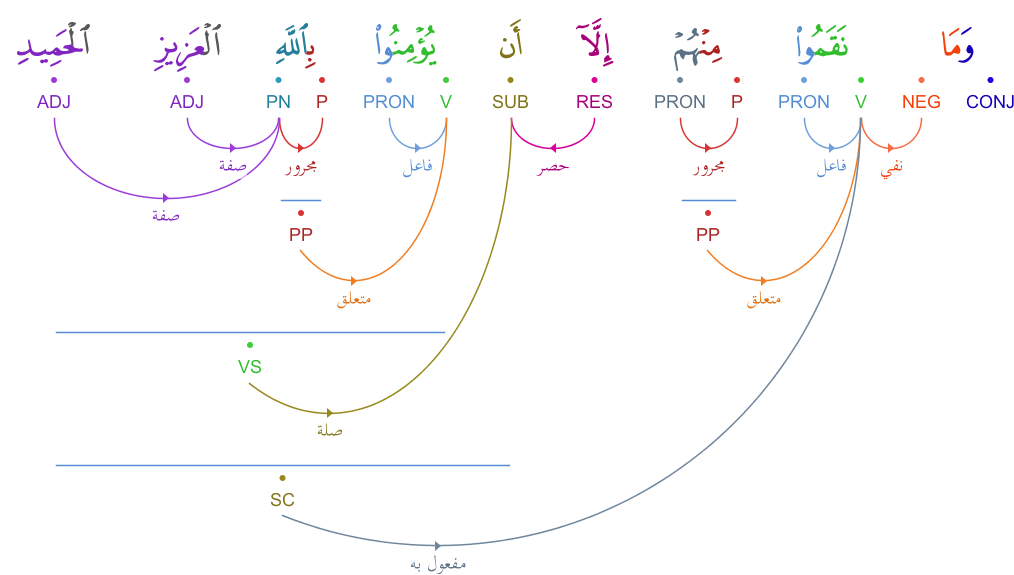 وَمَا نَقَمُوا۟ مِنْهُمْ إِلَّآ أَن يُؤْمِنُوا۟ بِٱللَّهِ ٱلْعَزِيزِ ٱلْحَمِيدِ
CONJ NEG V PRON P PRON RES SUB V PRON P PN ADJ ADJ
نفي فاعل مجرور حصر فاعل مجرور صفة
صفة
PP PP
متعلق متعلق
VS
صلة
SC
مفعول به